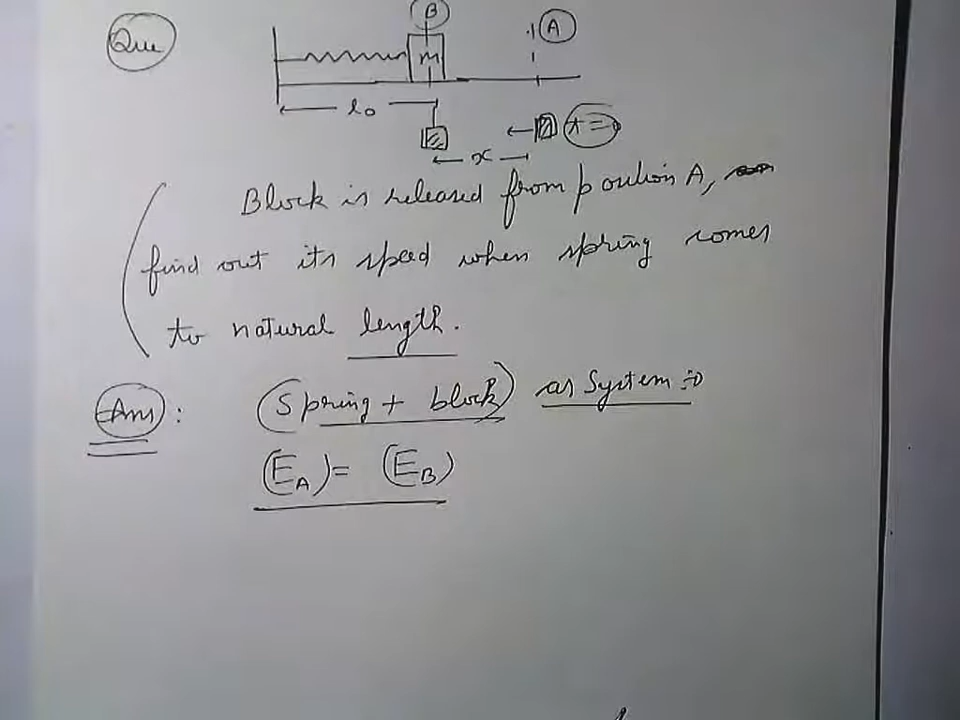 Que
B
A
m
l₀
t=0
x
Block is released from position A,
find out its speed when spring comes
to natural length.
Ans : (Spring + block) as System :-
(E_A) = (E_B)